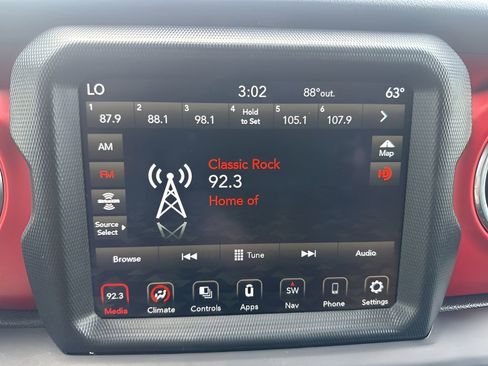 LO 3:02 88°out. 63°
1 87.9 2 88.1 3 98.1 4 Hold to Set 5 105.1 6 107.9
AM
Map
FM
Classic Rock
92.3
Home of
HD
SiriusXM
Source Select
Browse Tune Audio
92.3 SW
Media Climate Controls Apps Nav Phone Settings